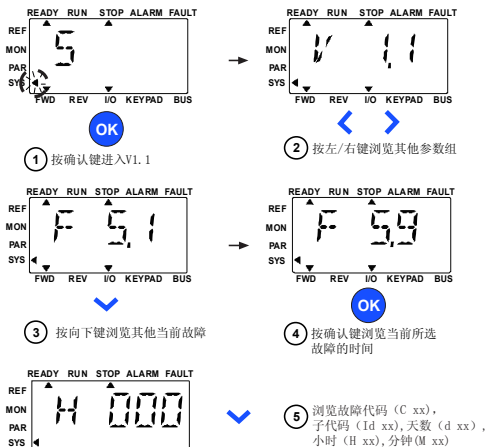 READY RUN STOP ALARM FAULT
REF
MON
PAR
SYS
S
FWD REV I/O KEYPAD BUS
OK
1 按确认键进入V1.1
READY RUN STOP ALARM FAULT
REF
MON
PAR
SYS
V 1.1
FWD REV I/O KEYPAD BUS
2 按左/右键浏览其他参数组
READY RUN STOP ALARM FAULT
REF
MON
PAR
SYS
F 5.1
FWD REV I/O KEYPAD BUS
3 按向下键浏览其他当前故障
READY RUN STOP ALARM FAULT
REF
MON
PAR
SYS
F 5.9
FWD REV I/O KEYPAD BUS
OK
4 按确认键浏览当前所选
故障的时间
READY RUN STOP ALARM FAULT
REF
MON
PAR
SYS
H 000
5 浏览故障代码（C xx），
子代码（Id xx),天数（d xx），
小时（H xx),分钟(M xx)